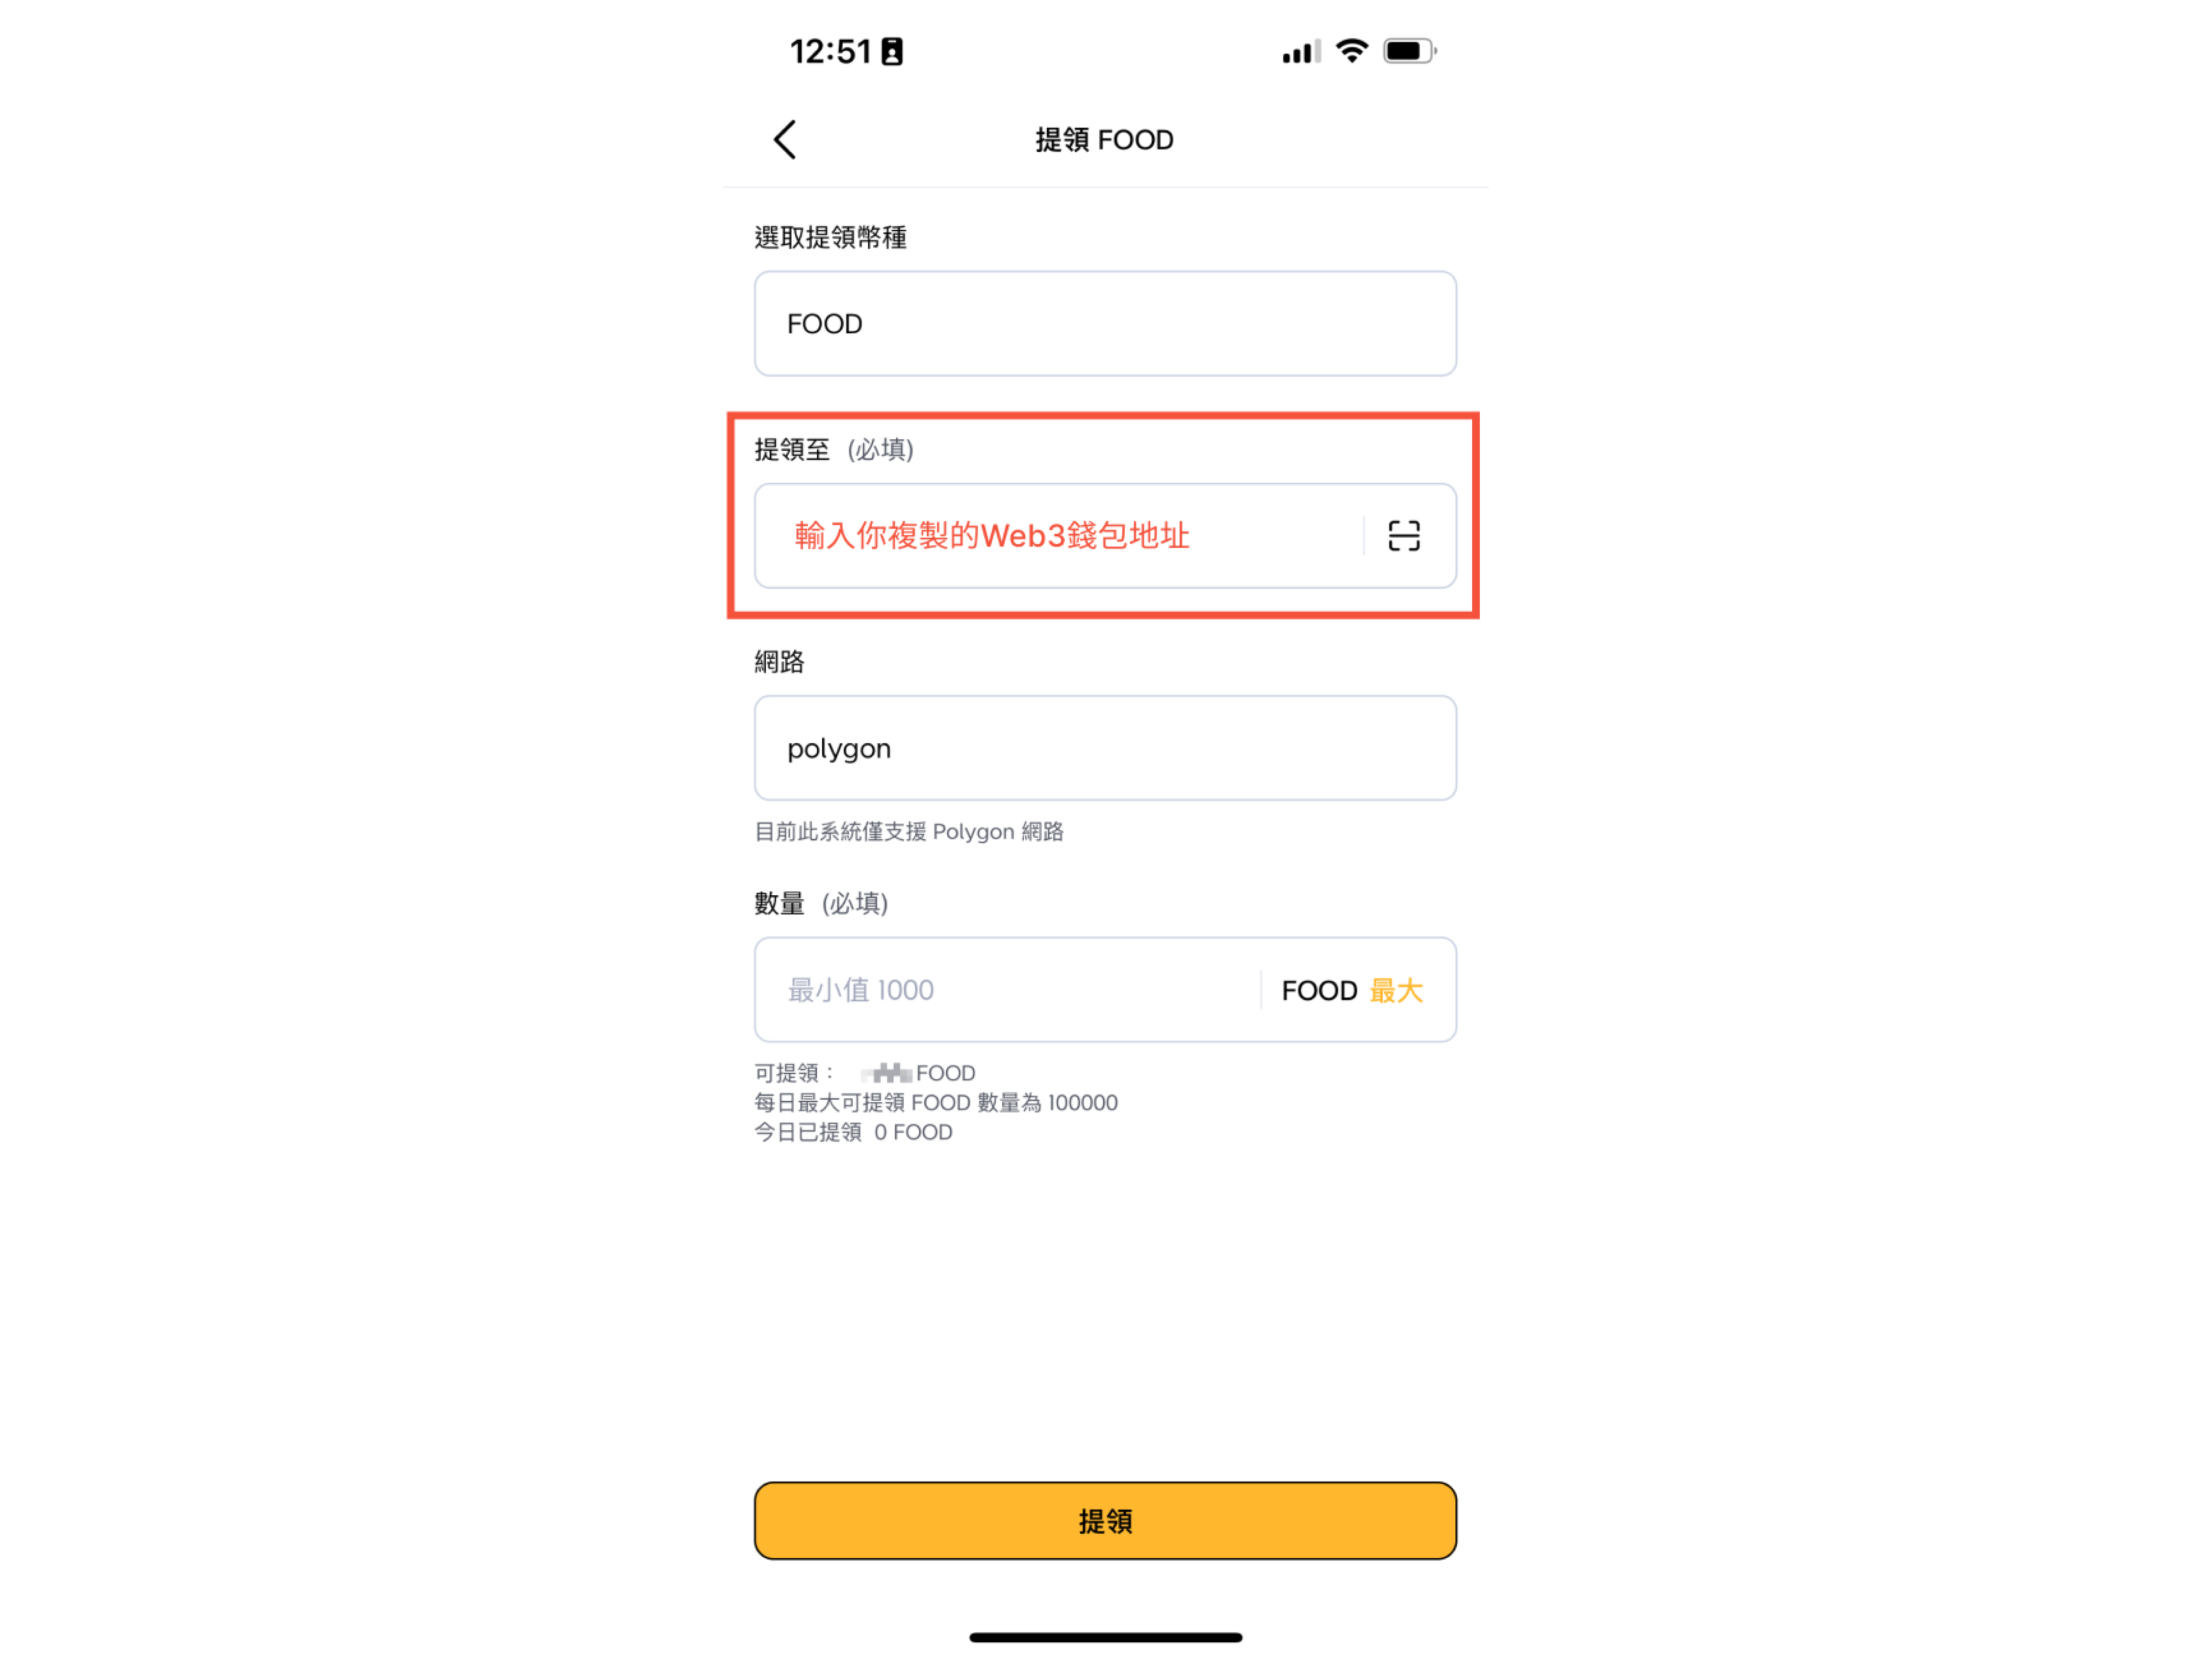 12:51
提領 FOOD
選取提領幣種
FOOD
提領至 (必填)
輸入你複製的Web3錢包地址
網路
polygon
目前此系統僅支援 Polygon 網路
數量 (必填)
最小值 1000 FOOD 最大
可提領： FOOD
每日最大可提領 FOOD 數量為 100000
今日已提領 0 FOOD
提領